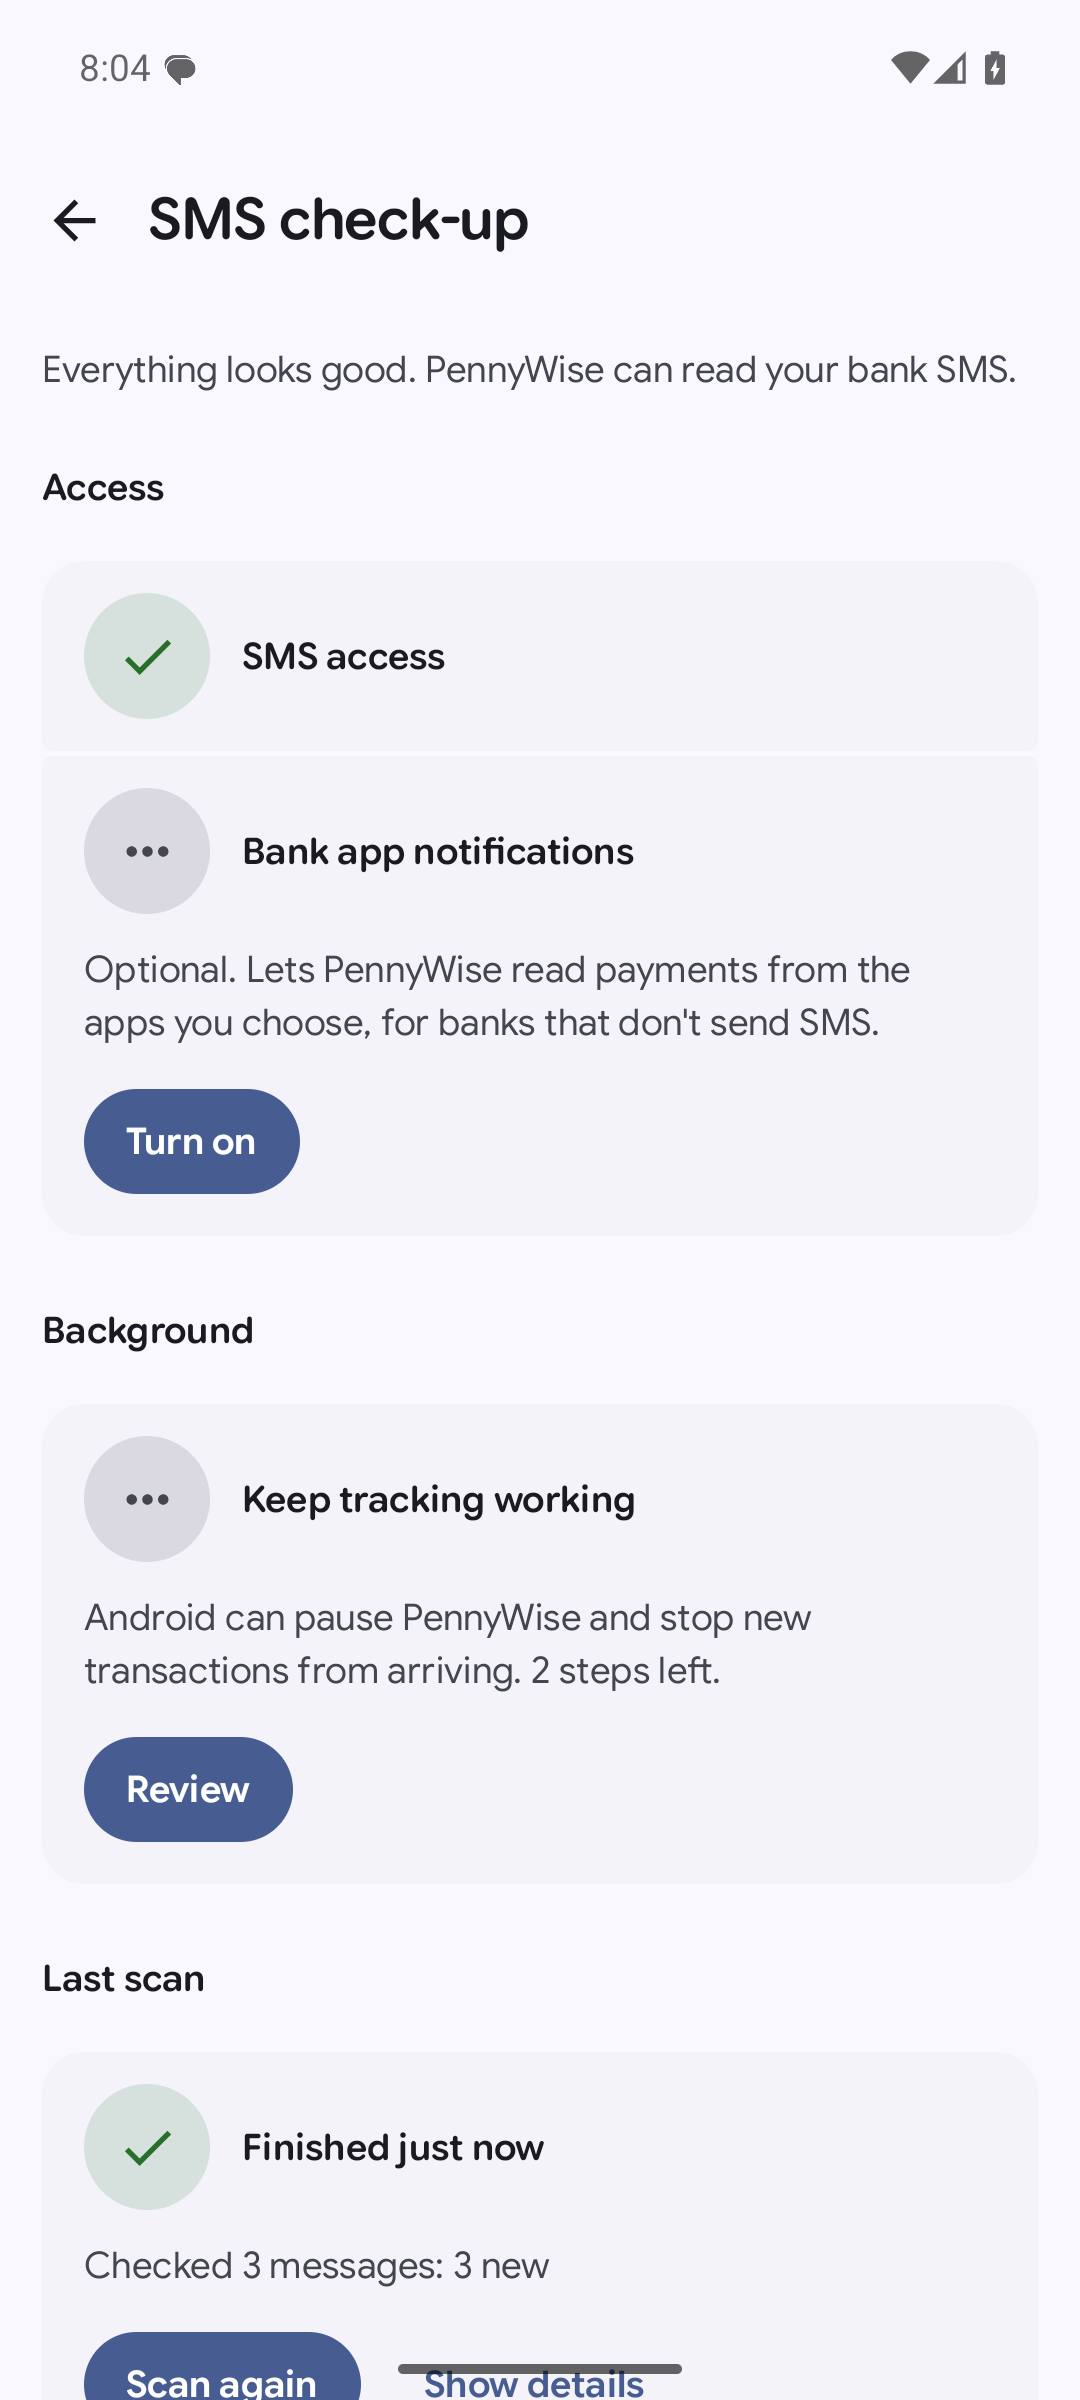 8:04
SMS check-up
Everything looks good. PennyWise can read your bank SMS.
Access
SMS access
Bank app notifications
Optional. Lets PennyWise read payments from the
apps you choose, for banks that don't send SMS.
Turn on
Background
Keep tracking working
Android can pause PennyWise and stop new
transactions from arriving. 2 steps left.
Review
Last scan
Finished just now
Checked 3 messages: 3 new
Scan again Show details